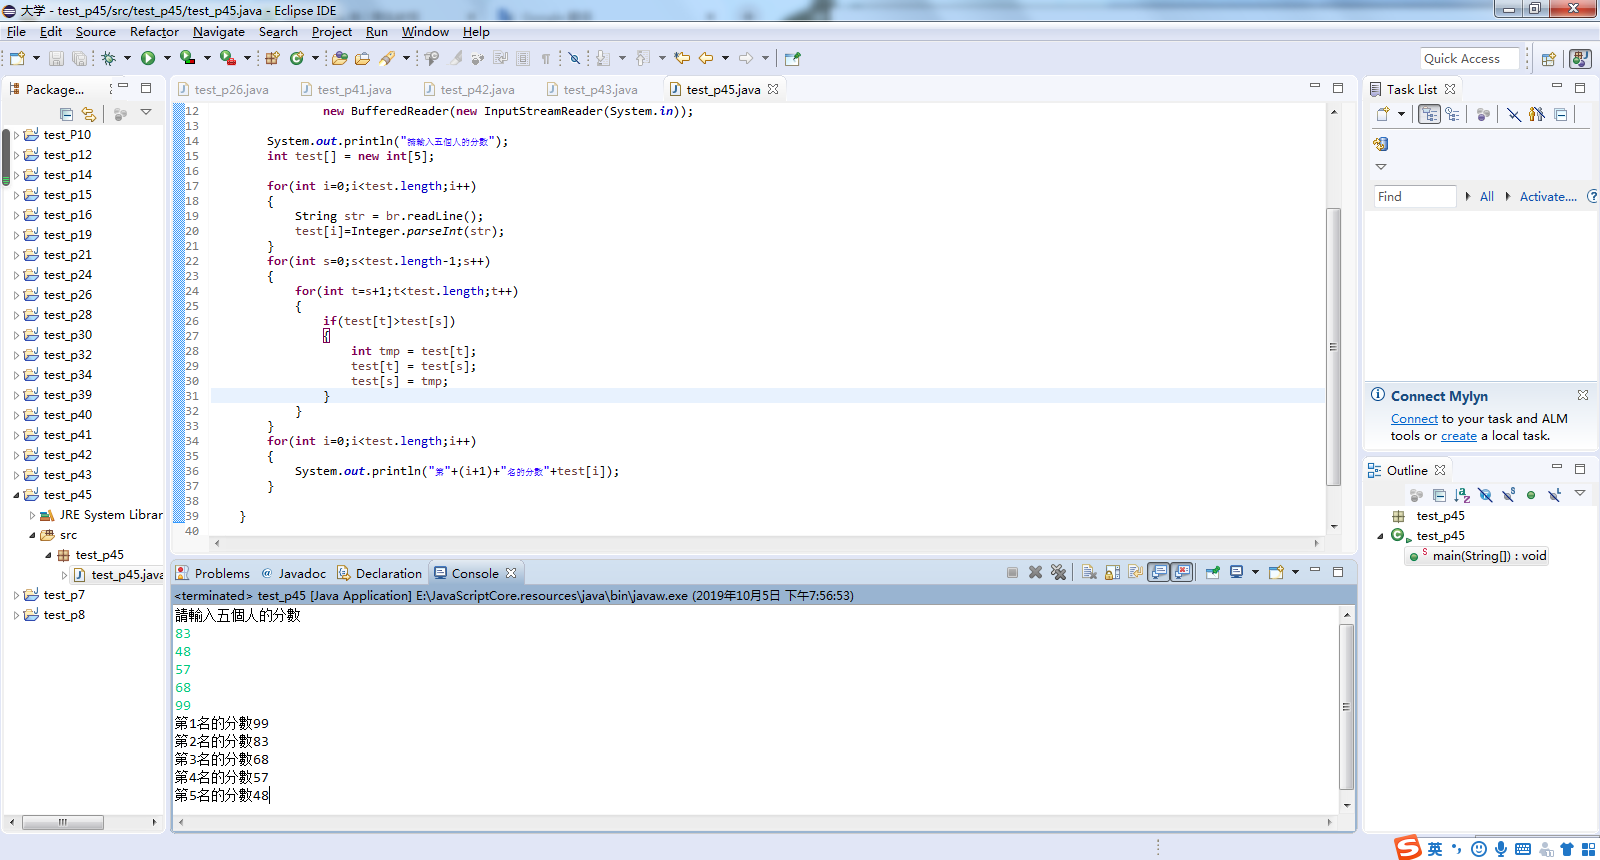 大学 - test_p45/src/test_p45/test_p45.java - Eclipse IDE
File Edit Source Refactor Navigate Search Project Run Window Help
Quick Access
Package...
test_P10
test_p12
test_p14
test_p15
test_p16
test_p19
test_p21
test_p24
test_p26
test_p28
test_p30
test_p32
test_p34
test_p39
test_p40
test_p41
test_p42
test_p43
test_p45
JRE System Librar
src
test_p45
test_p45.java
test_p7
test_p8
test_p26.java test_p41.java test_p42.java test_p43.java test_p45.java
12 new BufferedReader(new InputStreamReader(System.in));
13
14 System.out.println("請輸入五個人的分數");
15 int test[] = new int[5];
16
17 for(int i=0;i<test.length;i++)
18 {
19 String str = br.readLine();
20 test[i]=Integer.parseInt(str);
21 }
22 for(int s=0;s<test.length-1;s++)
23 {
24 for(int t=s+1;t<test.length;t++)
25 {
26 if(test[t]>test[s])
27 {
28 int tmp = test[t];
29 test[t] = test[s];
30 test[s] = tmp;
31 }
32 }
33 }
34 for(int i=0;i<test.length;i++)
35 {
36 System.out.println("第"+(i+1)+"名的分數"+test[i]);
37 }
38
39 }
40
Problems @ Javadoc Declaration Console
<terminated> test_p45 [Java Application] E:\JavaScriptCore.resources\java\bin\javaw.exe (2019年10月5日 下午7:56:53)
請輸入五個人的分數
83
48
57
68
99
第1名的分數99
第2名的分數83
第3名的分數68
第4名的分數57
第5名的分數48
Task List
Find All Activate....
Connect Mylyn
Connect to your task and ALM
tools or create a local task.
Outline
test_p45
test_p45
main(String[]) : void
英